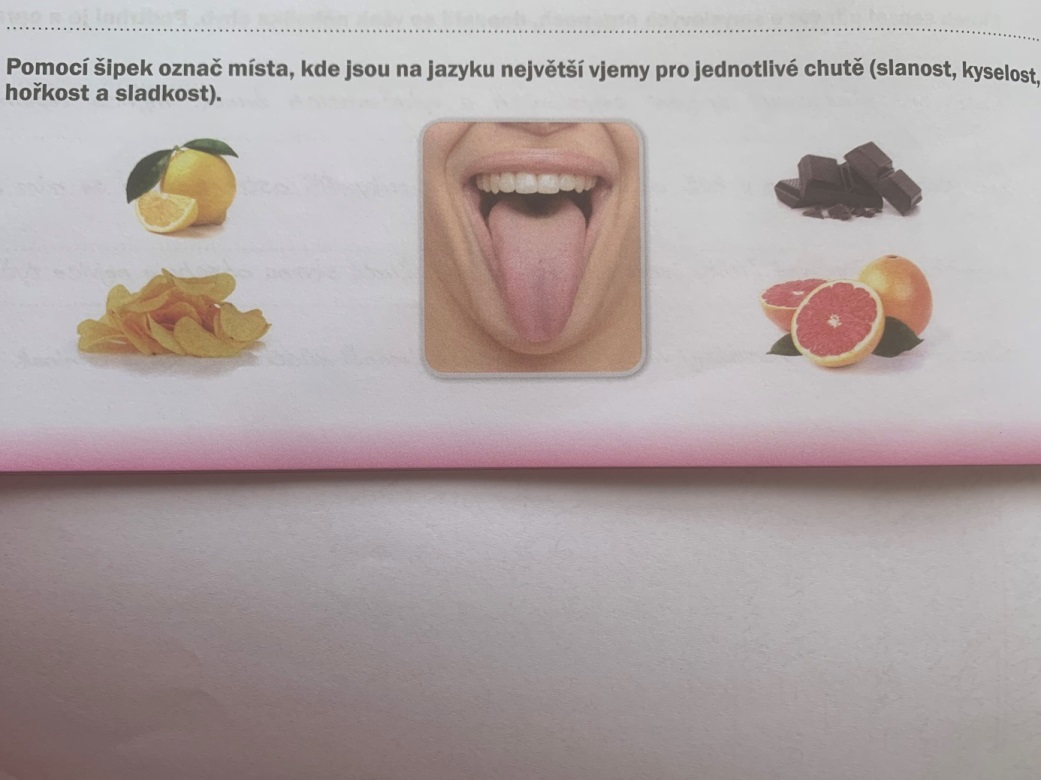 Pomocí šipek označ místa, kde jsou na jazyku největší vjemy pro jednotlivé chutě (slanost, kyselost,
hořkost a sladkost).